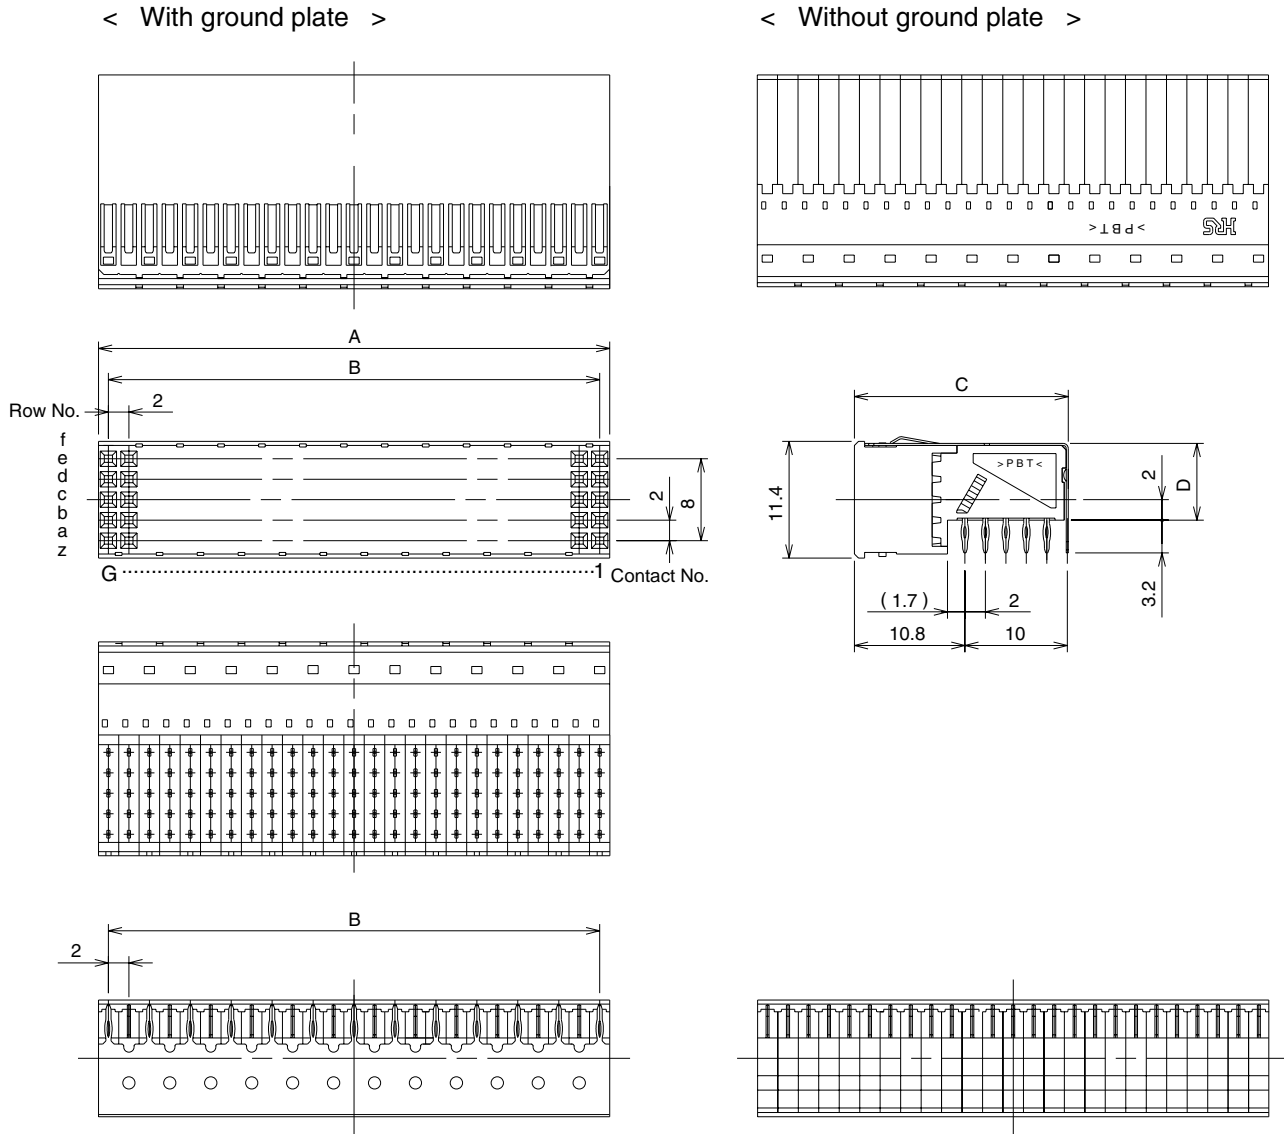 < With ground plate >
< Without ground plate >
>PBT<
HRS
A
B
Row No.
2
f
e
d
c
b
a
z
2
8
G
1
Contact No.
C
>PBT<
11.4
2
D
3.2
( 1.7 )
2
10.8
10
B
2